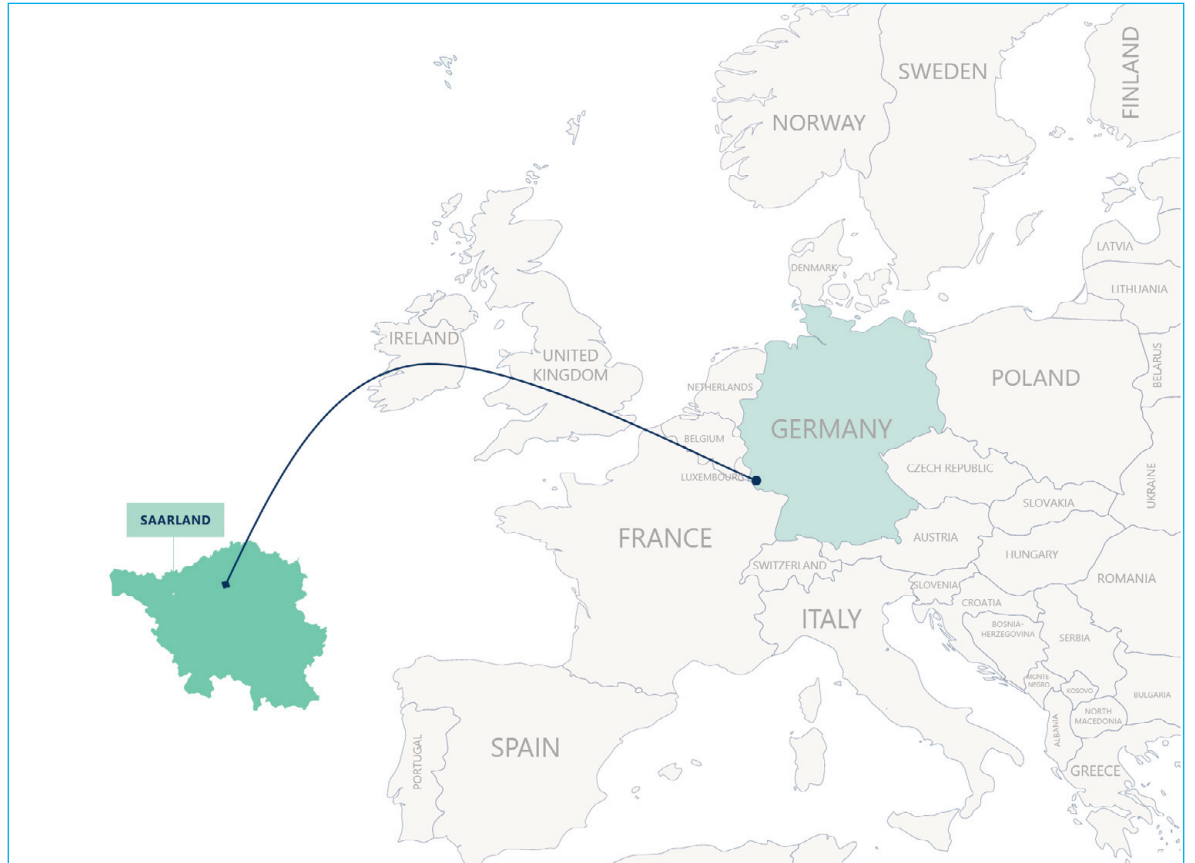 FINLAND
SWEDEN
NORWAY
LATVIA
DENMARK
LITHUANIA
IRELAND
UNITED
KINGDOM
BELARUS
POLAND
NETHERLANDS
GERMANY
BELGIUM
CZECH REPUBLIC
LUXEMBOURG
UKRAINE
SLOVAKIA
SAARLAND
FRANCE
AUSTRIA
HUNGARY
SWITZERLAND
ROMANIA
SLOVENIA
CROATIA
ITALY
BOSNIA-
HERZEGOVINA
SERBIA
MONTE
NEGRO
KOSOVO
BULGARIA
NORTH
MACEDONIA
ALBANIA
SPAIN
PORTUGAL
GREECE